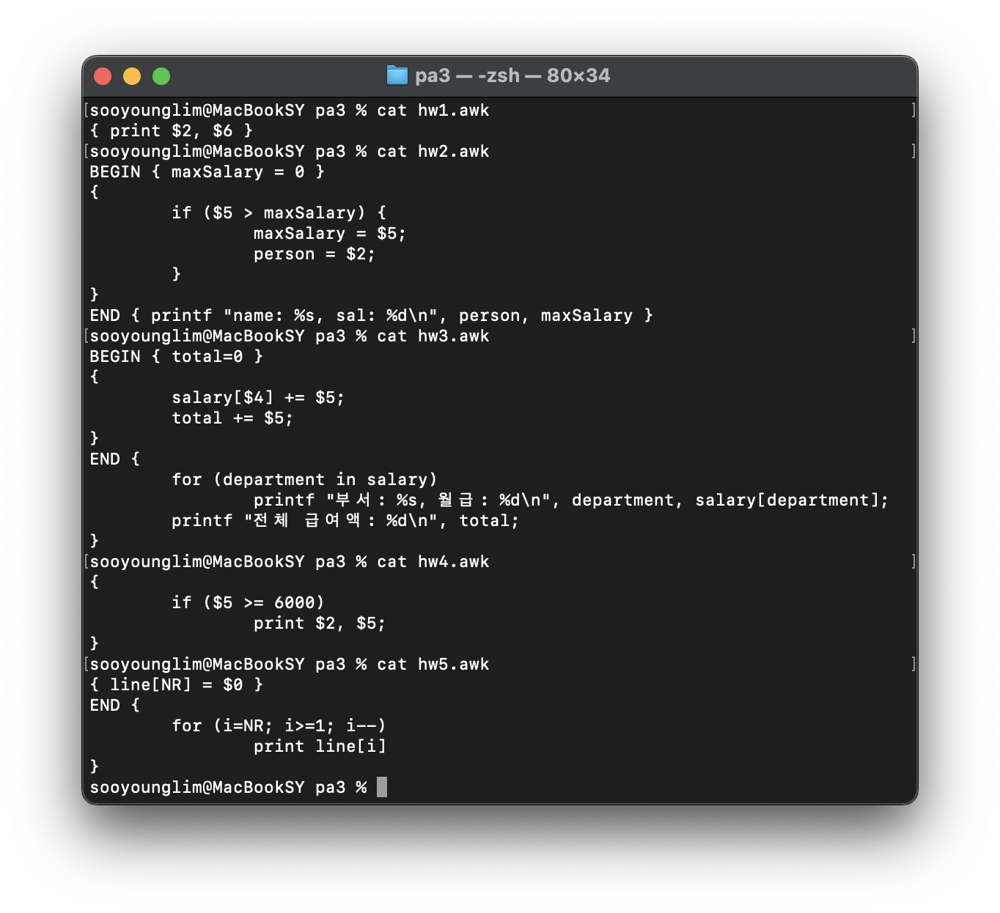 pa3 — -zsh — 80×34
sooyounglim@MacBookSY pa3 % cat hw1.awk
{ print $2, $6 }
sooyounglim@MacBookSY pa3 % cat hw2.awk
BEGIN { maxSalary = 0 }
{
        if ($5 > maxSalary) {
                maxSalary = $5;
                person = $2;
        }
}
END { printf "name: %s, sal: %d\n", person, maxSalary }
sooyounglim@MacBookSY pa3 % cat hw3.awk
BEGIN { total=0 }
{
        salary[$4] += $5;
        total += $5;
}
END {
        for (department in salary)
                printf "부서: %s, 월급: %d\n", department, salary[department];
        printf "전체 급여액: %d\n", total;
}
sooyounglim@MacBookSY pa3 % cat hw4.awk
{
        if ($5 >= 6000)
                print $2, $5;
}
sooyounglim@MacBookSY pa3 % cat hw5.awk
{ line[NR] = $0 }
END {
        for (i=NR; i>=1; i--)
                print line[i]
}
sooyounglim@MacBookSY pa3 %